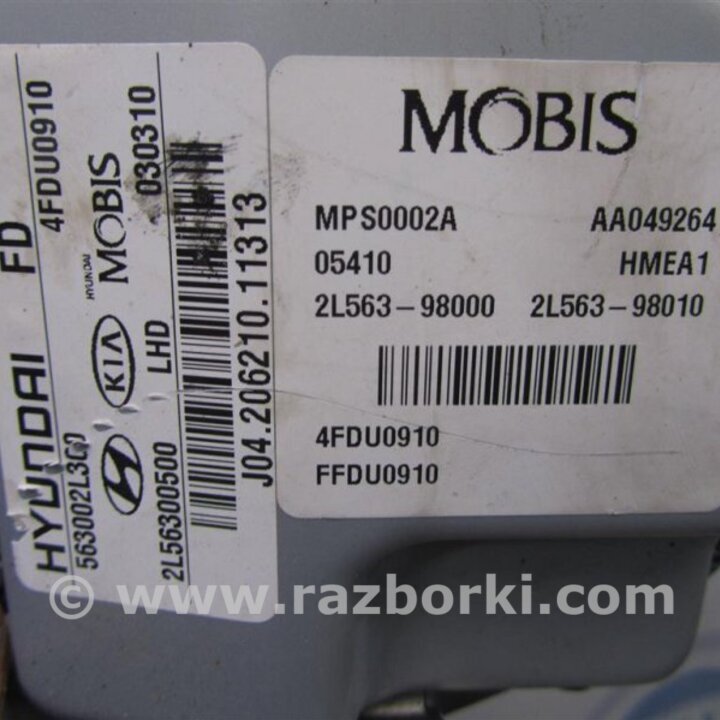 HYUNDAI FD
563002L300 4FDU0910
KIA HYUNDAI MOBIS
LHD 030310
2L56300500
J04.206210.11313
MOBIS
MPS0002A AA049264
05410 HMEA1
2L563-98000 2L563-98010
4FDU0910
FFDU0910
© www.razborki.com